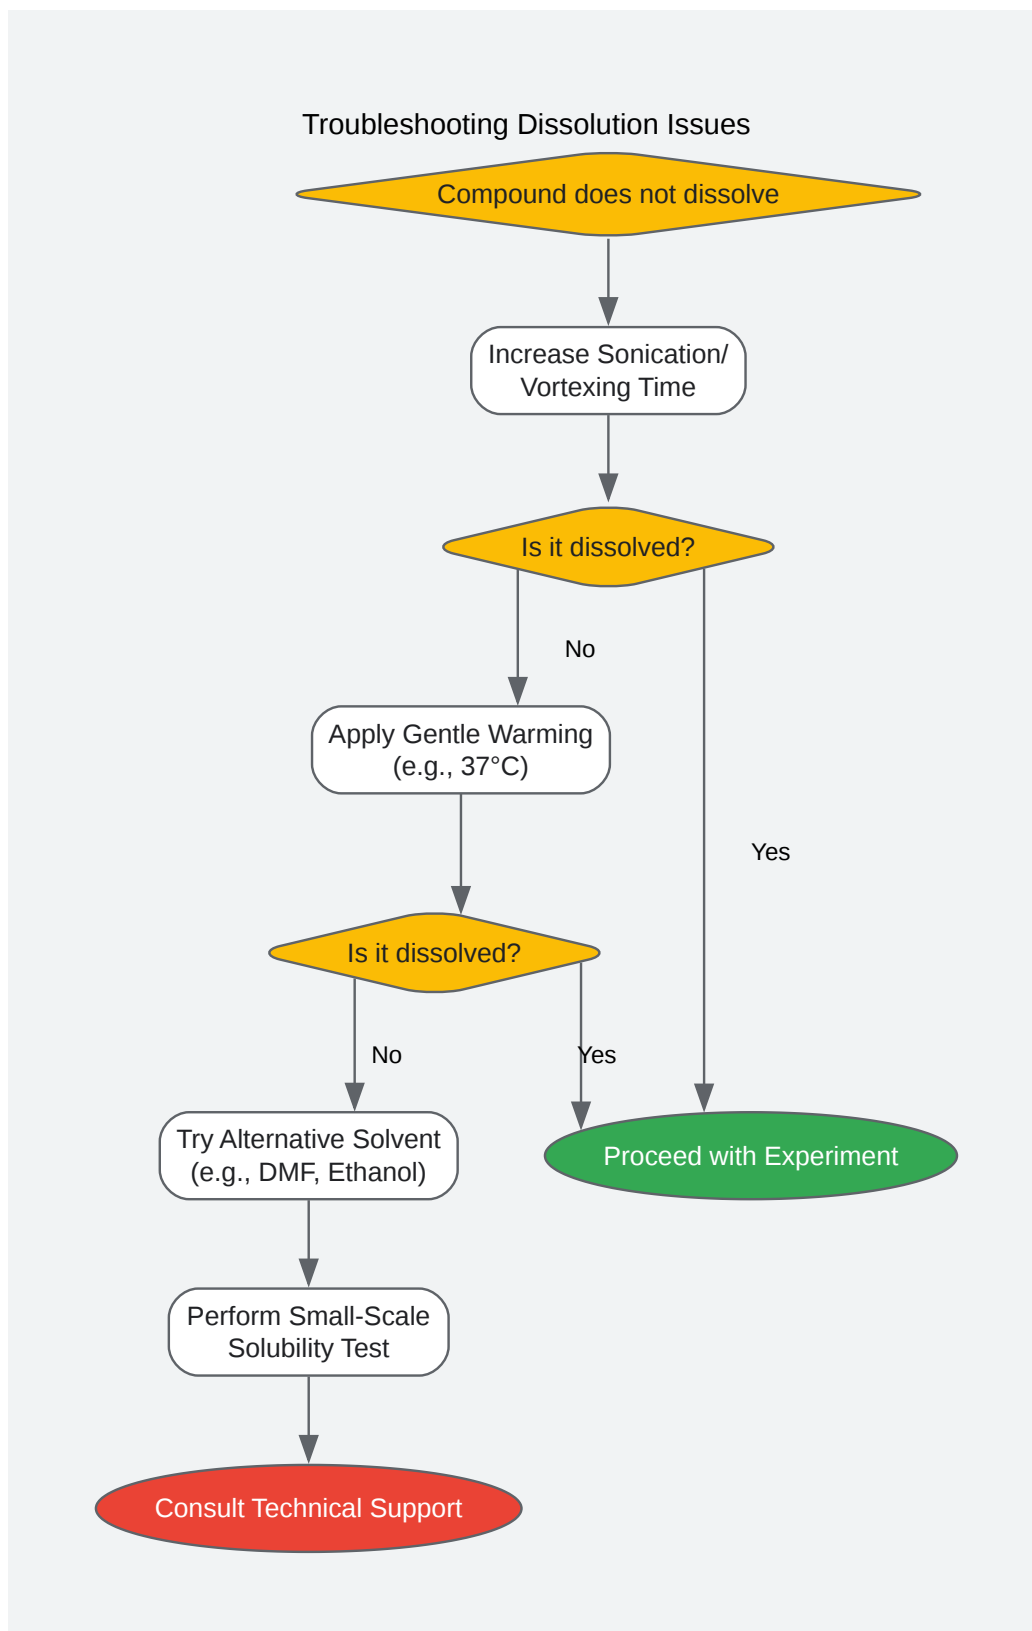 Troubleshooting Dissolution Issues
Compound does not dissolve
Increase Sonication/
Vortexing Time
Is it dissolved?
No
Apply Gentle Warming
(e.g., 37°C)
Yes
Is it dissolved?
No
Yes
Try Alternative Solvent
(e.g., DMF, Ethanol)
Proceed with Experiment
Perform Small-Scale
Solubility Test
Consult Technical Support